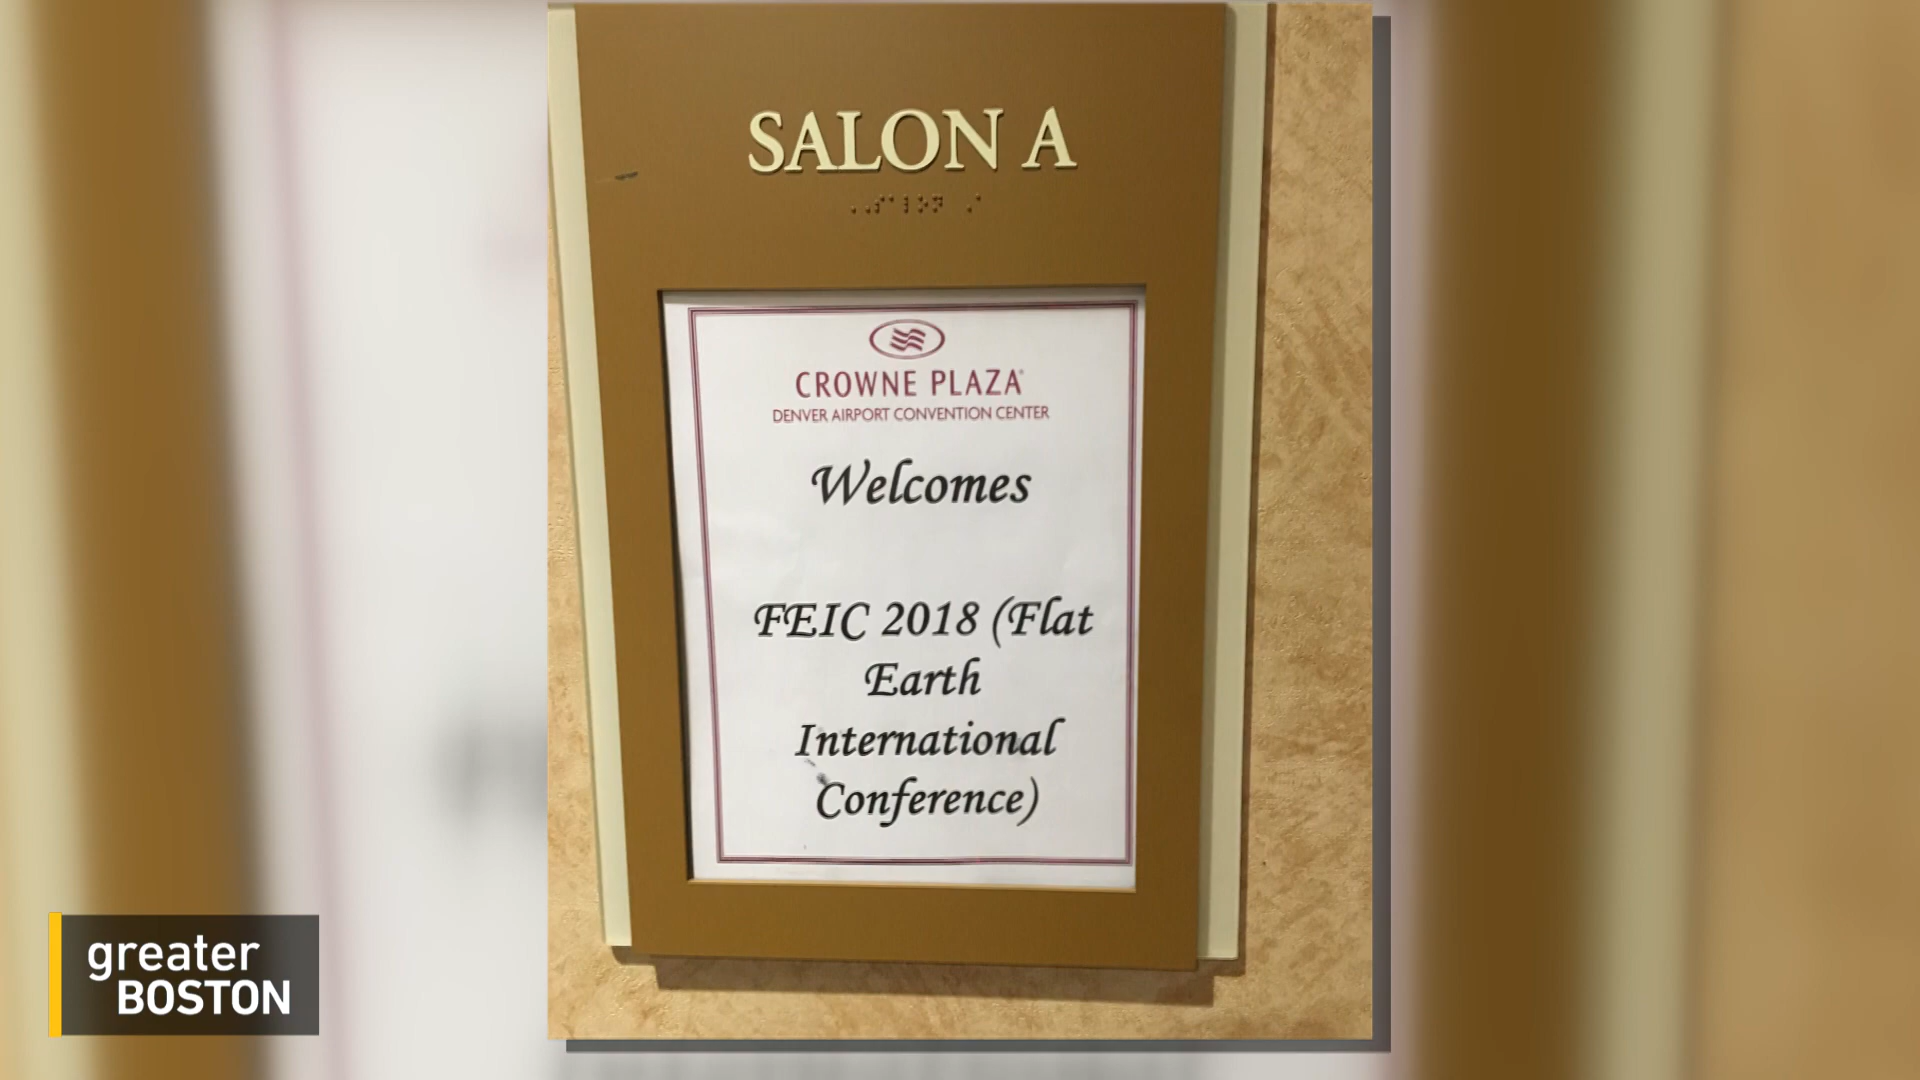 SALON A
CROWNE PLAZA
DENVER AIRPORT CONVENTION CENTER
Welcomes
FEIC 2018 (Flat
Earth
International
Conference)
greater
BOSTON